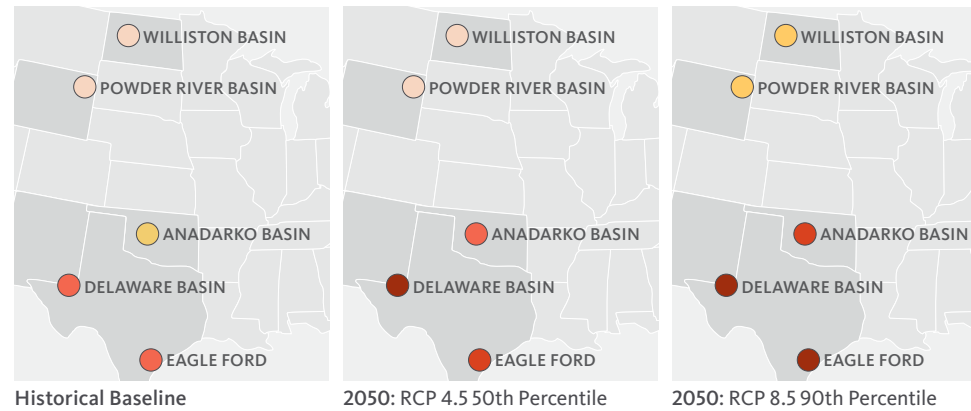 WILLISTON BASIN
POWDER RIVER BASIN
ANADARKO BASIN
DELAWARE BASIN
EAGLE FORD
Historical Baseline
WILLISTON BASIN
POWDER RIVER BASIN
ANADARKO BASIN
DELAWARE BASIN
EAGLE FORD
2050: RCP 4.5 50th Percentile
WILLISTON BASIN
POWDER RIVER BASIN
ANADARKO BASIN
DELAWARE BASIN
EAGLE FORD
2050: RCP 8.5 90th Percentile